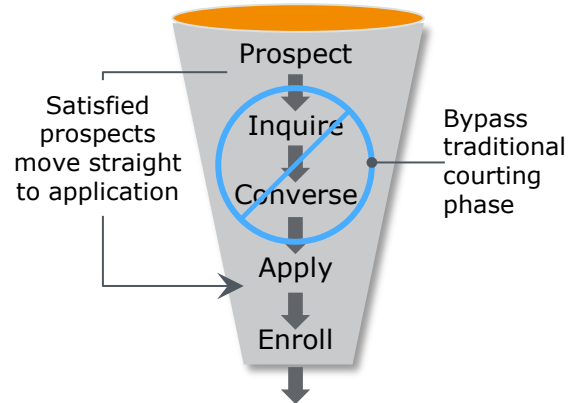 Prospect
Satisfied
prospects
move straight
to application
Inquire
Converse
Bypass
traditional
courting
phase
Apply
Enroll